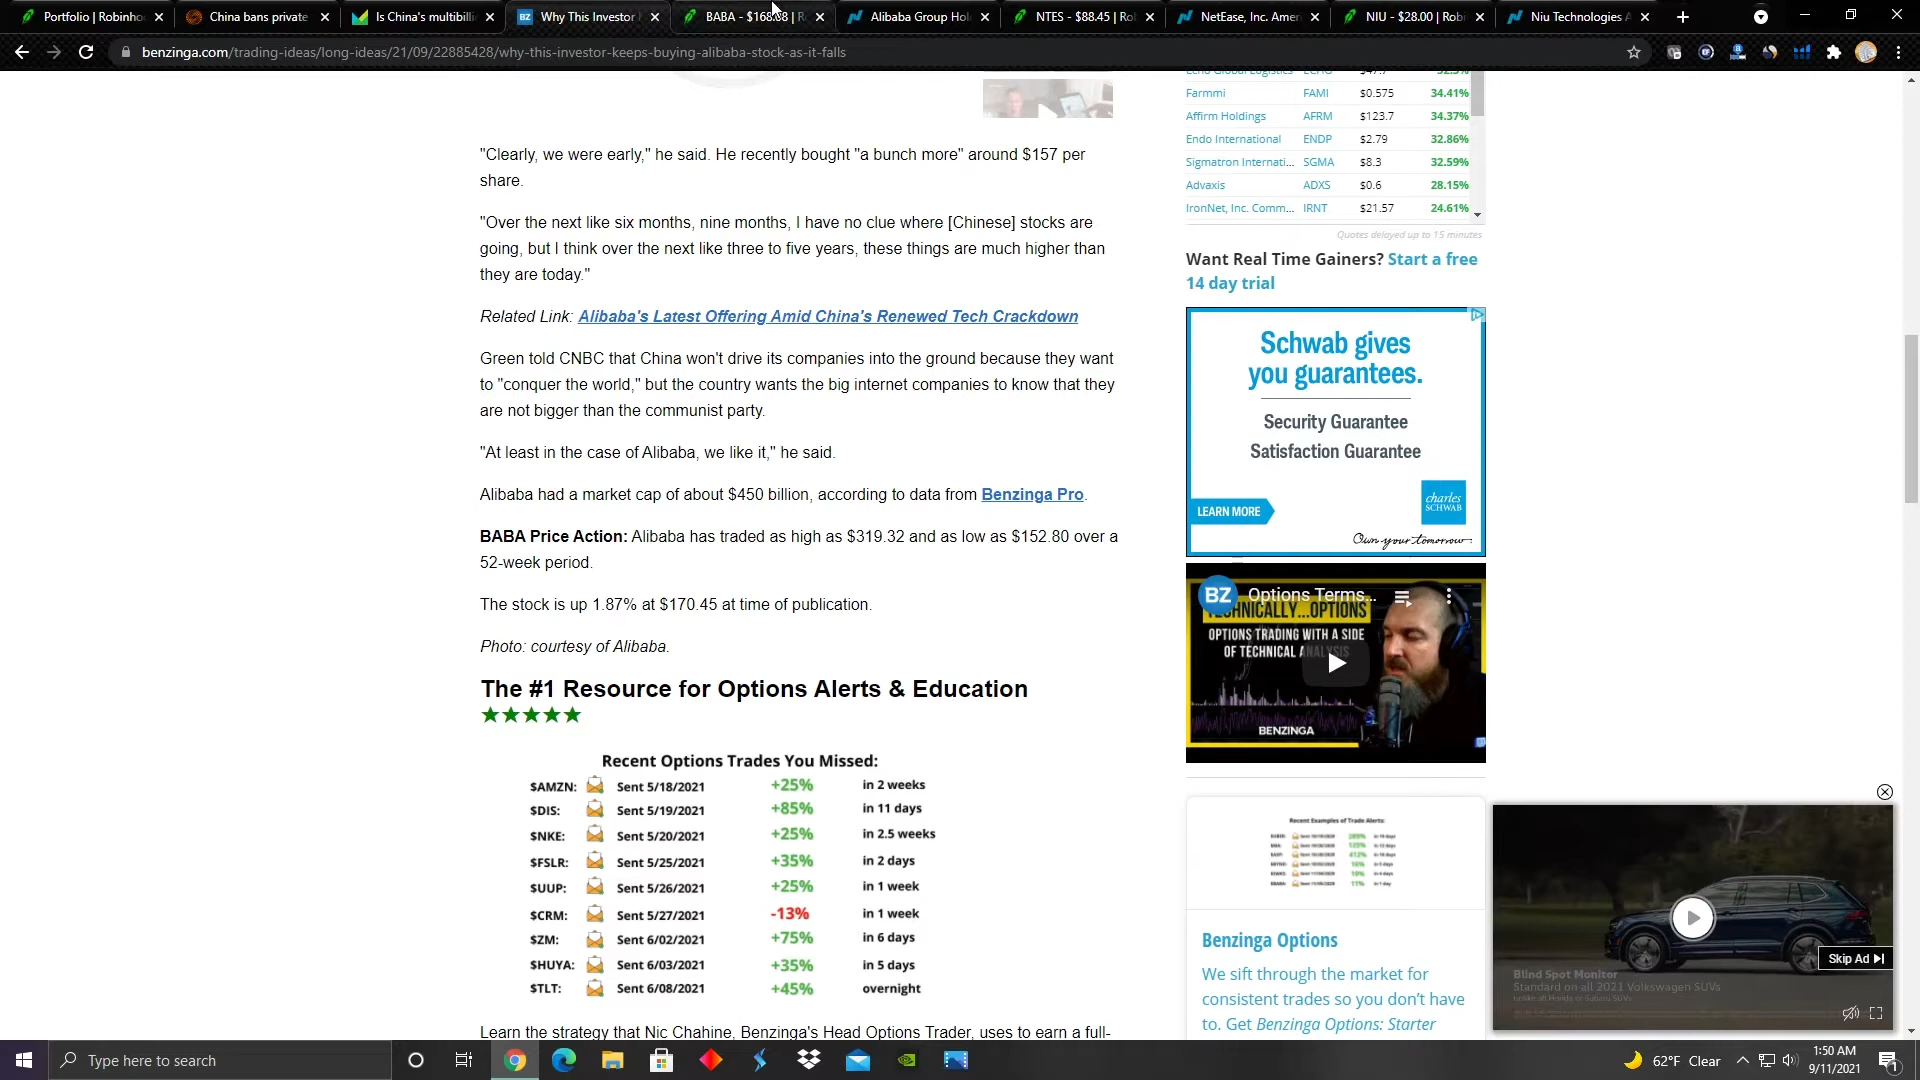 Portfolio | Robinho
China bans private
Is China's multibilli
Why This Investor
BABA - $168.08 | R
Alibaba Group Hol
NTES - $88.45 | Ro
NetEase, Inc. Amer
NIU - $28.00 | Robi
Niu Technologies A
benzinga.com/trading-ideas/long-ideas/21/09/22885428/why-this-investor-keeps-buying-alibaba-stock-as-it-falls
"Clearly, we were early," he said. He recently bought "a bunch more" around $157 per
share.
"Over the next like six months, nine months, I have no clue where [Chinese] stocks are
going, but I think over the next like three to five years, these things are much higher than
they are today."
Related Link: Alibaba's Latest Offering Amid China's Renewed Tech Crackdown
Green told CNBC that China won't drive its companies into the ground because they want
to "conquer the world," but the country wants the big internet companies to know that they
are not bigger than the communist party.
"At least in the case of Alibaba, we like it," he said.
Alibaba had a market cap of about $450 billion, according to data from Benzinga Pro.
BABA Price Action: Alibaba has traded as high as $319.32 and as low as $152.80 over a
52-week period.
The stock is up 1.87% at $170.45 at time of publication.
Photo: courtesy of Alibaba.
The #1 Resource for Options Alerts & Education
Recent Options Trades You Missed:
$AMZN: Sent 5/18/2021 +25% in 2 weeks
$DIS: Sent 5/19/2021 +85% in 11 days
$NKE: Sent 5/20/2021 +25% in 2.5 weeks
$FSLR: Sent 5/25/2021 +35% in 2 days
$UUP: Sent 5/26/2021 +25% in 1 week
$CRM: Sent 5/27/2021 -13% in 1 week
$ZM: Sent 6/02/2021 +75% in 6 days
$HUYA: Sent 6/03/2021 +35% in 5 days
$TLT: Sent 6/08/2021 +45% overnight
Learn the strategy that Nic Chahine, Benzinga's Head Options Trader, uses to earn a full-
Echo Global Logistics ECHO $47.7 52.5%
Farmmi FAMI $0.575 34.41%
Affirm Holdings AFRM $123.7 34.37%
Endo International ENDP $2.79 32.86%
Sigmatron Internati... SGMA $8.3 32.59%
Advaxis ADXS $0.6 28.15%
IronNet, Inc. Comm... IRNT $21.57 24.61%
Quotes delayed up to 15 minutes
Want Real Time Gainers? Start a free
14 day trial
Schwab gives
you guarantees.
Security Guarantee
Satisfaction Guarantee
LEARN MORE
charles
SCHWAB
Own your tomorrow
BZ Options Terms...
TECHNICALLY...OPTIONS
OPTIONS TRADING WITH A SIDE
OF TECHNICAL ANALYSIS
BENZINGA
Recent Examples of Trade Alerts:
Benzinga Options
We sift through the market for
consistent trades so you don't have
to. Get Benzinga Options: Starter
Skip Ad
Blind Spot Monitor
Standard on all 2021 Volkswagen SUVs
Type here to search
62°F Clear
1:50 AM
9/11/2021
1